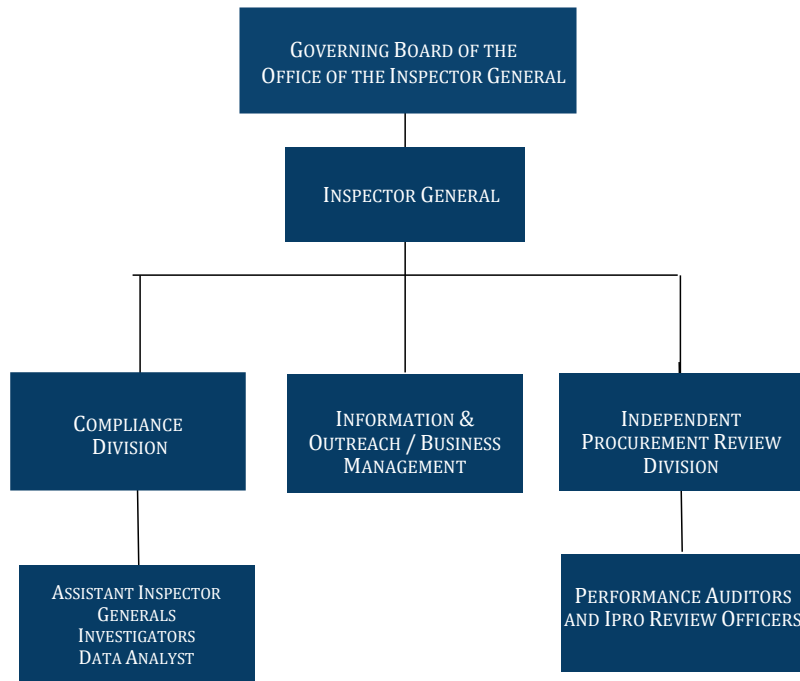 GOVERNING BOARD OF THE
OFFICE OF THE INSPECTOR GENERAL
INSPECTOR GENERAL
COMPLIANCE
DIVISION
INFORMATION &
OUTREACH / BUSINESS
MANAGEMENT
INDEPENDENT
PROCUREMENT REVIEW
DIVISION
ASSISTANT INSPECTOR
GENERALS
INVESTIGATORS
DATA ANALYST
PERFORMANCE AUDITORS
AND IPRO REVIEW OFFICERS